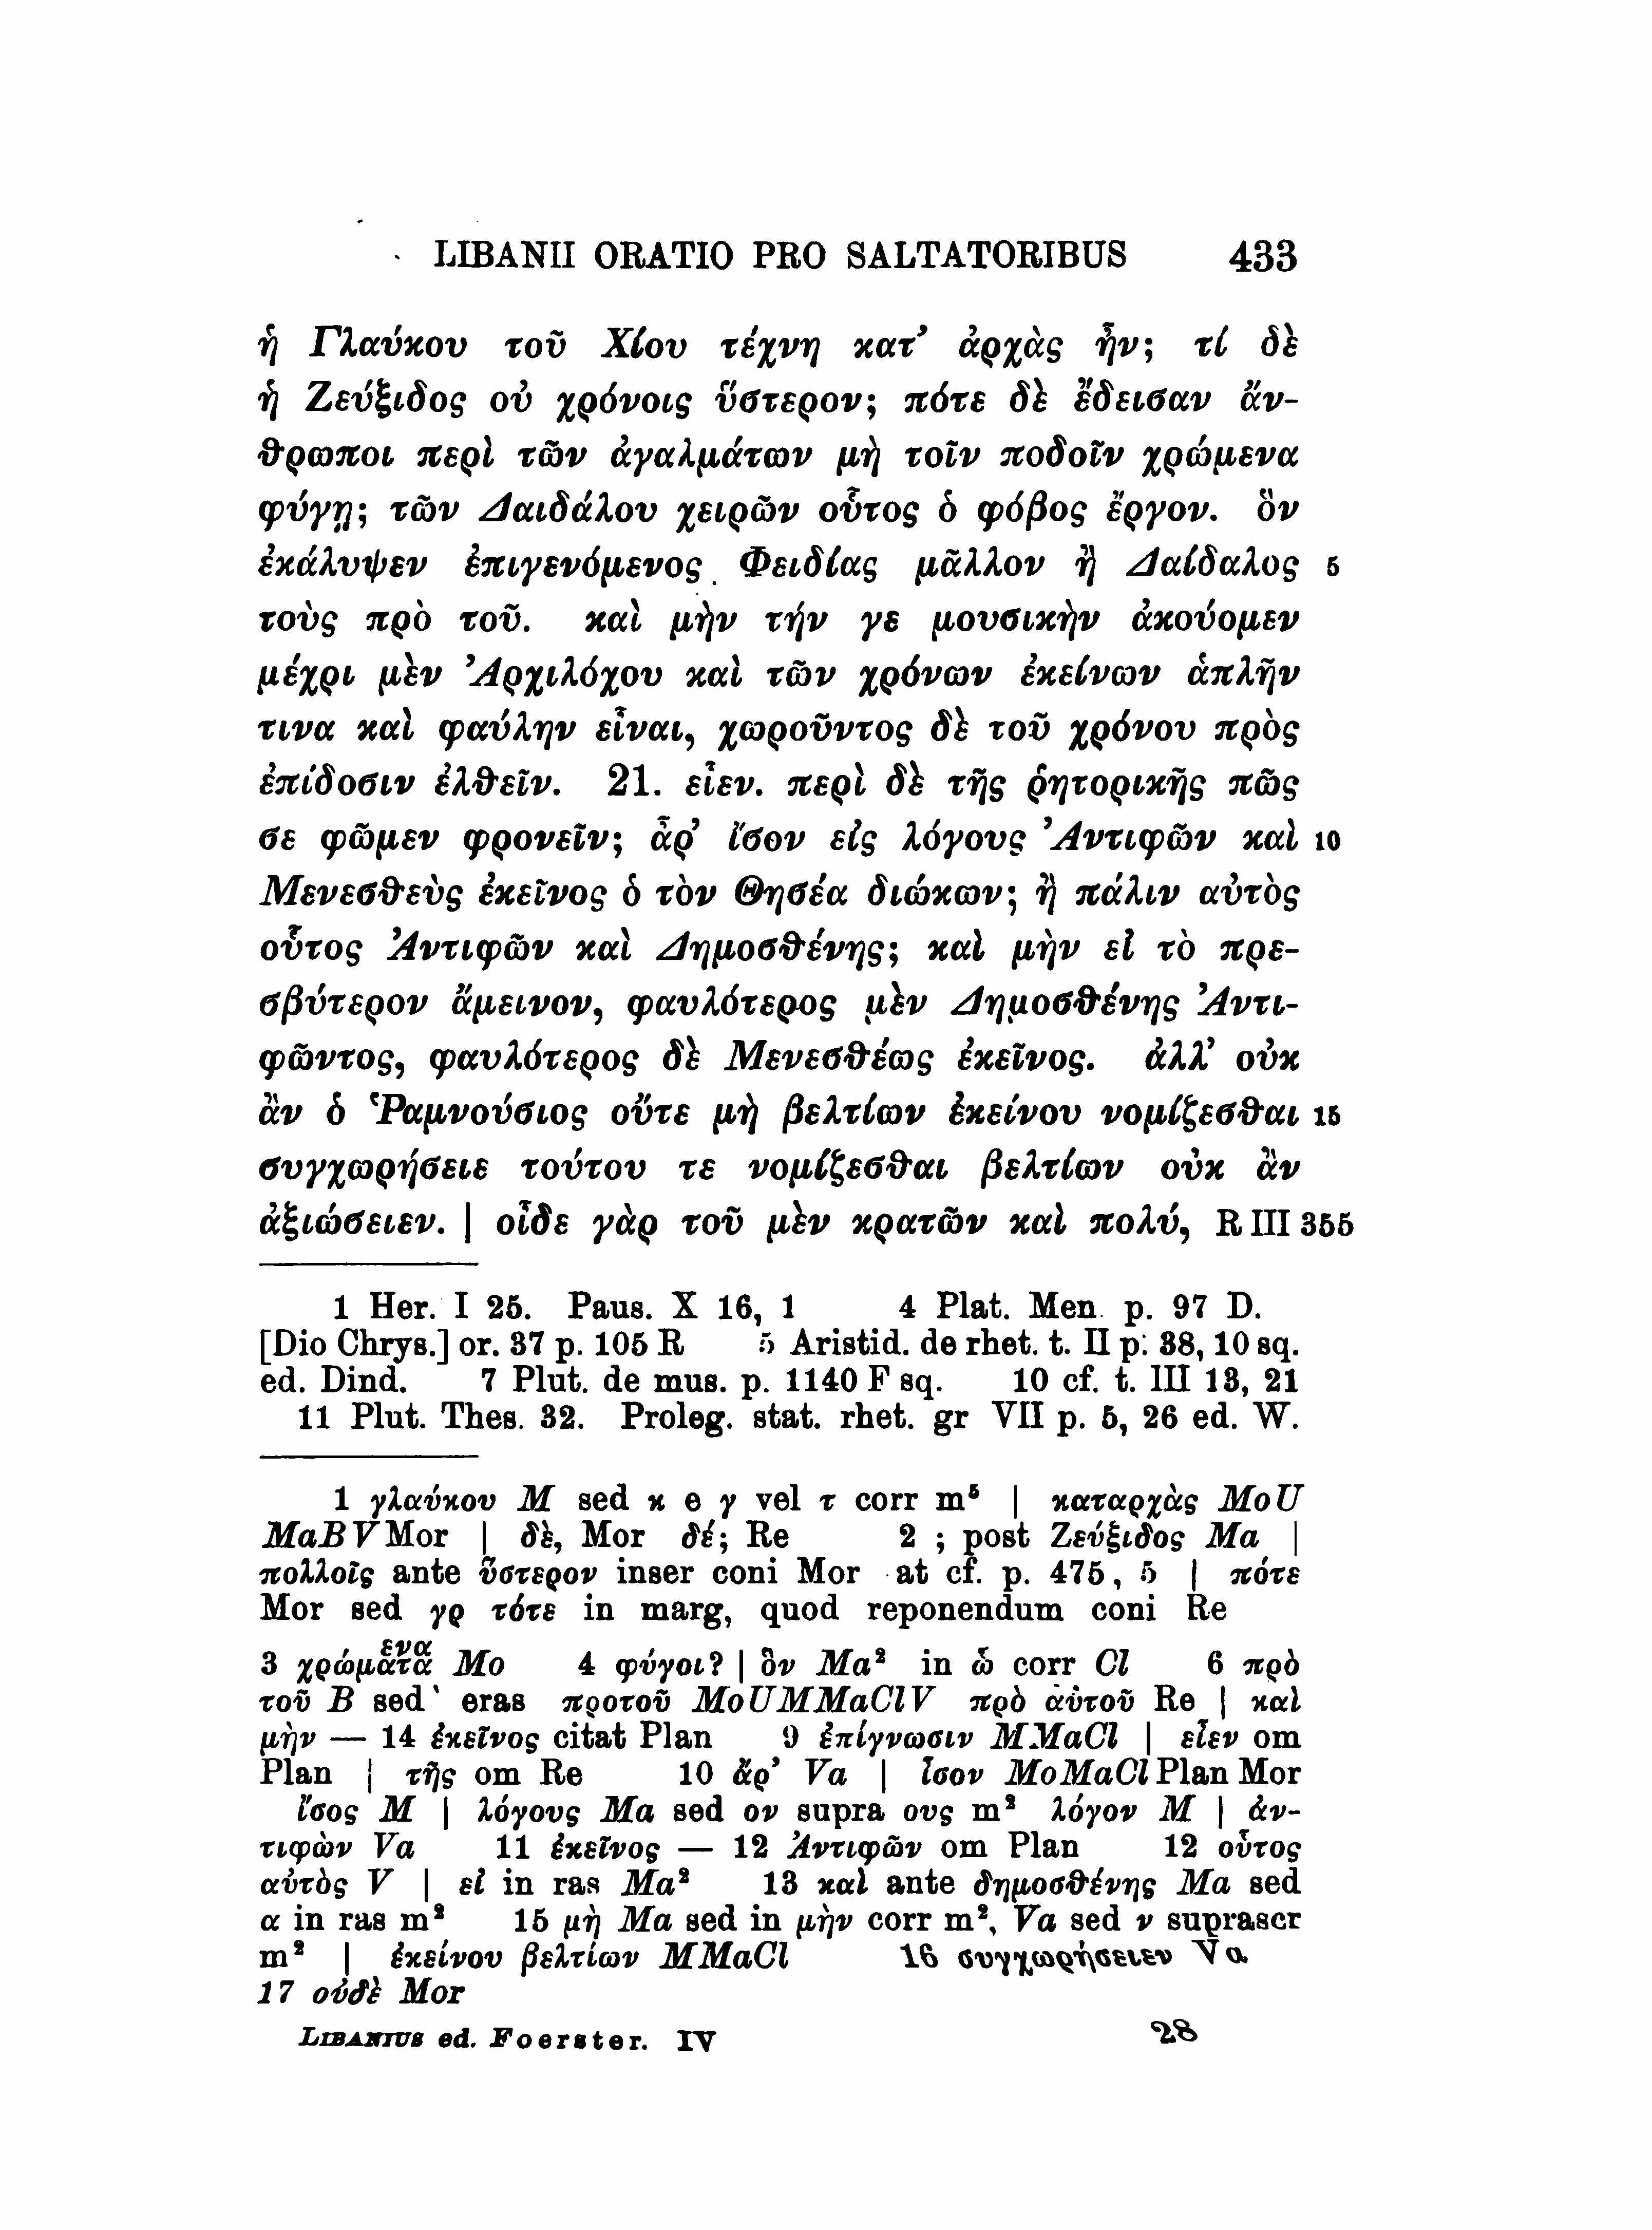 LIBANII ORATIO PRO SALTATORIBUS 433
ἡ Γλαύκου τοῦ Χίου τέχνη κατ’ ἀρχὰς ἦν; τί δὲ
ἡ Ζεύξιδος οὐ χρόνοις ὕστερον; πότε δὲ ἔδεισαν ἄν-
θρωποι περὶ τῶν ἀγαλμάτων μὴ τοῖν ποδοῖν χρώμενα
φύγῃ; τῶν Δαιδάλου χειρῶν οὗτος ὁ φόβος ἔργον. ὃν
ἐκάλυψεν ἐπιγενόμενος Φειδίας μᾶλλον ἢ Δαίδαλος 5
τοὺς πρὸ τοῦ. καὶ μὴν τήν γε μουσικὴν ἀκούομεν
μέχρι μὲν Ἀρχιλόχου καὶ τῶν χρόνων ἐκείνων ἁπλῆν
τινα καὶ φαύλην εἶναι, χωροῦντος δὲ τοῦ χρόνου πρὸς
ἐπίδοσιν ἐλθεῖν. 21. εἶεν. περὶ δὲ τῆς ῥητορικῆς πῶς
σε φῶμεν φρονεῖν; ἆρ’ ἴσον εἰς λόγους Ἀντιφῶν καὶ 10
Μενεσθεὺς ἐκεῖνος ὁ τὸν Θησέα διώκων; ἢ πάλιν αὐτὸς
οὗτος Ἀντιφῶν καὶ Δημοσθένης; καὶ μὴν εἰ τὸ πρε-
σβύτερον ἄμεινον, φαυλότερος μὲν Δημοσθένης Ἀντι-
φῶντος, φαυλότερος δὲ Μενεσθέως ἐκεῖνος. ἀλλ’ οὐκ
ἂν ὁ Ῥαμνούσιος οὔτε μὴ βελτίων ἐκείνου νομίζεσθαι 15
συγχωρήσειε τούτου τε νομίζεσθαι βελτίων οὐκ ἂν
ἀξιώσειεν. | οἶδε γὰρ τοῦ μὲν κρατῶν καὶ πολύ, R III 355
1 Her. I 25. Paus. X 16, 1 4 Plat. Men. p. 97 D.
[Dio Chrys.] or. 37 p. 105 R 5 Aristid. de rhet. t. II p. 38, 10 sq.
ed. Dind. 7 Plut. de mus. p. 1140 F sq. 10 cf. t. III 13, 21
11 Plut. Thes. 32. Proleg. stat. rhet. gr VII p. 5, 26 ed. W.
1 γλαύκου M sed κ e γ vel τ corr m⁵ | καταρχὰς MoU
MaBV Mor | δὲ, Mor δέ; Re 2 ; post Ζεύξιδος Ma |
πολλοῖς ante ὕστερον inser coni Mor at cf. p. 475, 5 | πότε
Mor sed γρ τότε in marg, quod reponendum coni Re
3 χρώματα ενα Mo 4 φύγοι? | ὃν Ma² in ὧ corr Cl 6 πρὸ
τοῦ B sed ‛ eras προτοῦ MoUMMaClV πρὸ αὑτοῦ Re | καὶ
μὴν — 14 ἐκεῖνος citat Plan 9 ἐπίγνωσιν MMaCl | εἶεν om
Plan | τῆς om Re 10 ἄρ’ Va | ἶσον MoMaCl Plan Mor
ἴσος M | λόγους Ma sed ον supra ους m² λόγον M | ἀν-
τιφὼν Va 11 ἐκεῖνος — 12 Ἀντιφῶν om Plan 12 οὗτος
αὐτὸς V | εἰ in ras Ma² 13 καὶ ante δημοσθένης Ma sed
α in ras m² 15 μὴ Ma sed in μὴν corr m², Va sed ν suprascr
m² | ἐκείνου βελτίων MMaCl 16 συγχωρήσειεν Va
17 οὐδὲ Mor
LIBANIUS ed. Foerster. IV 28